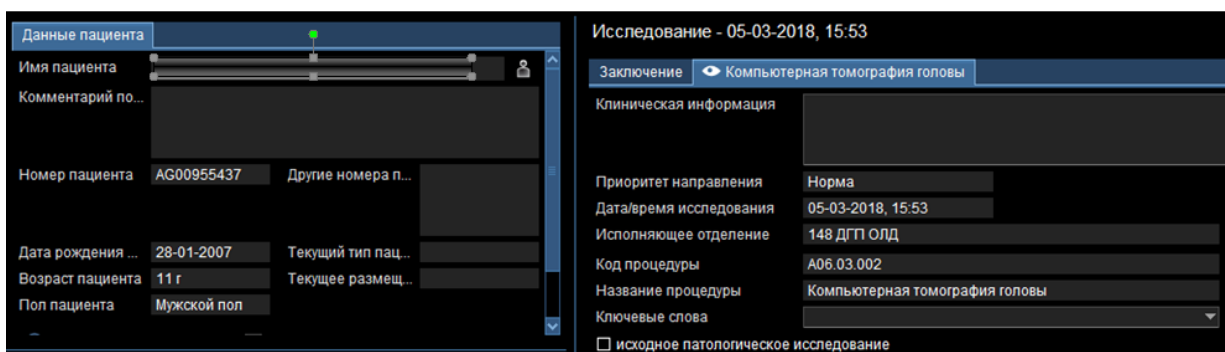 Данные пациента
Имя пациента
Комментарий по...
Номер пациента AG00955437 Другие номера п...
Дата рождения ... 28-01-2007 Текущий тип пац...
Возраст пациента 11 г Текущее размещ...
Пол пациента Мужской пол
Исследование - 05-03-2018, 15:53
Заключение Компьютерная томография головы
Клиническая информация
Приоритет направления Норма
Дата/время исследования 05-03-2018, 15:53
Исполняющее отделение 148 ДГП ОЛД
Код процедуры A06.03.002
Название процедуры Компьютерная томография головы
Ключевые слова
исходное патологическое исследование